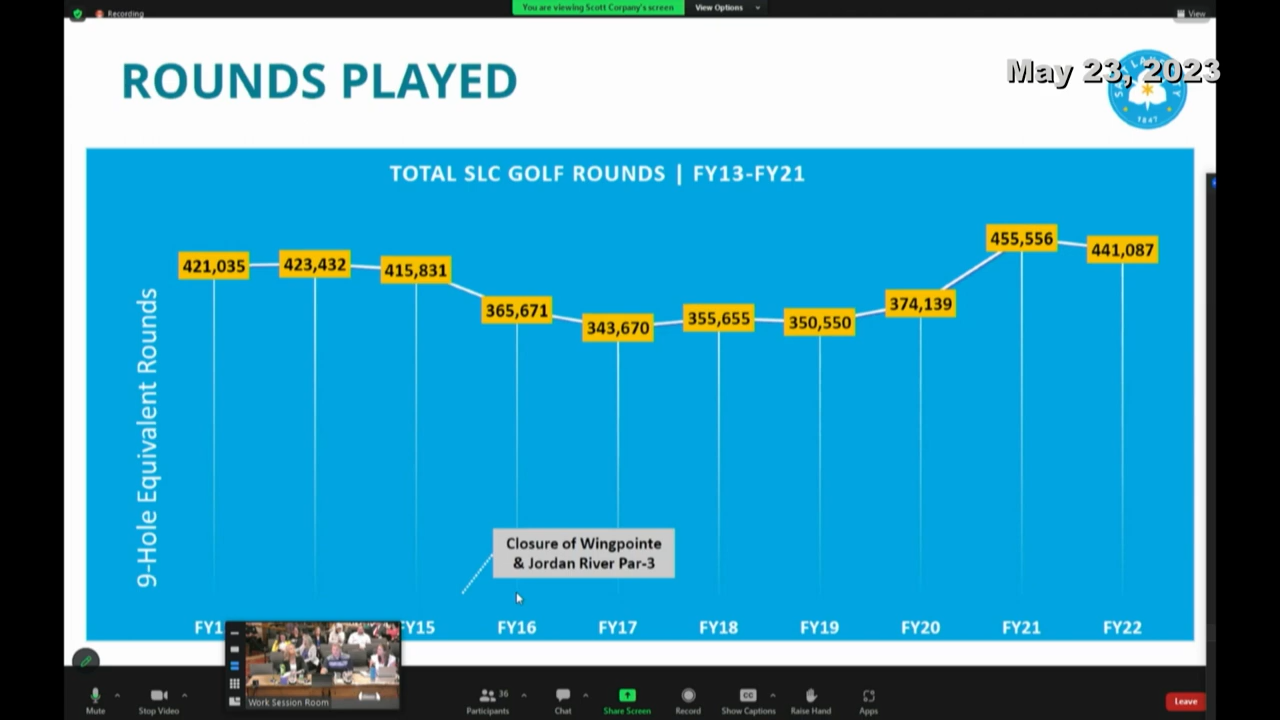 Recording
You are viewing Scott Corpany's screen
View Options
View
ROUNDS PLAYED
May 23, 2023
1847
TOTAL SLC GOLF ROUNDS | FY13-FY21
9-Hole Equivalent Rounds
421,035
423,432
415,831
365,671
343,670
355,655
350,550
374,139
455,556
441,087
Closure of Wingpointe
& Jordan River Par-3
FY1
FY15
FY16
FY17
FY18
FY19
FY20
FY21
FY22
Work Session Room
Mute
Stop Video
Participants
36
Chat
Share Screen
Record
CC
Show Captions
Raise Hand
Apps
Leave